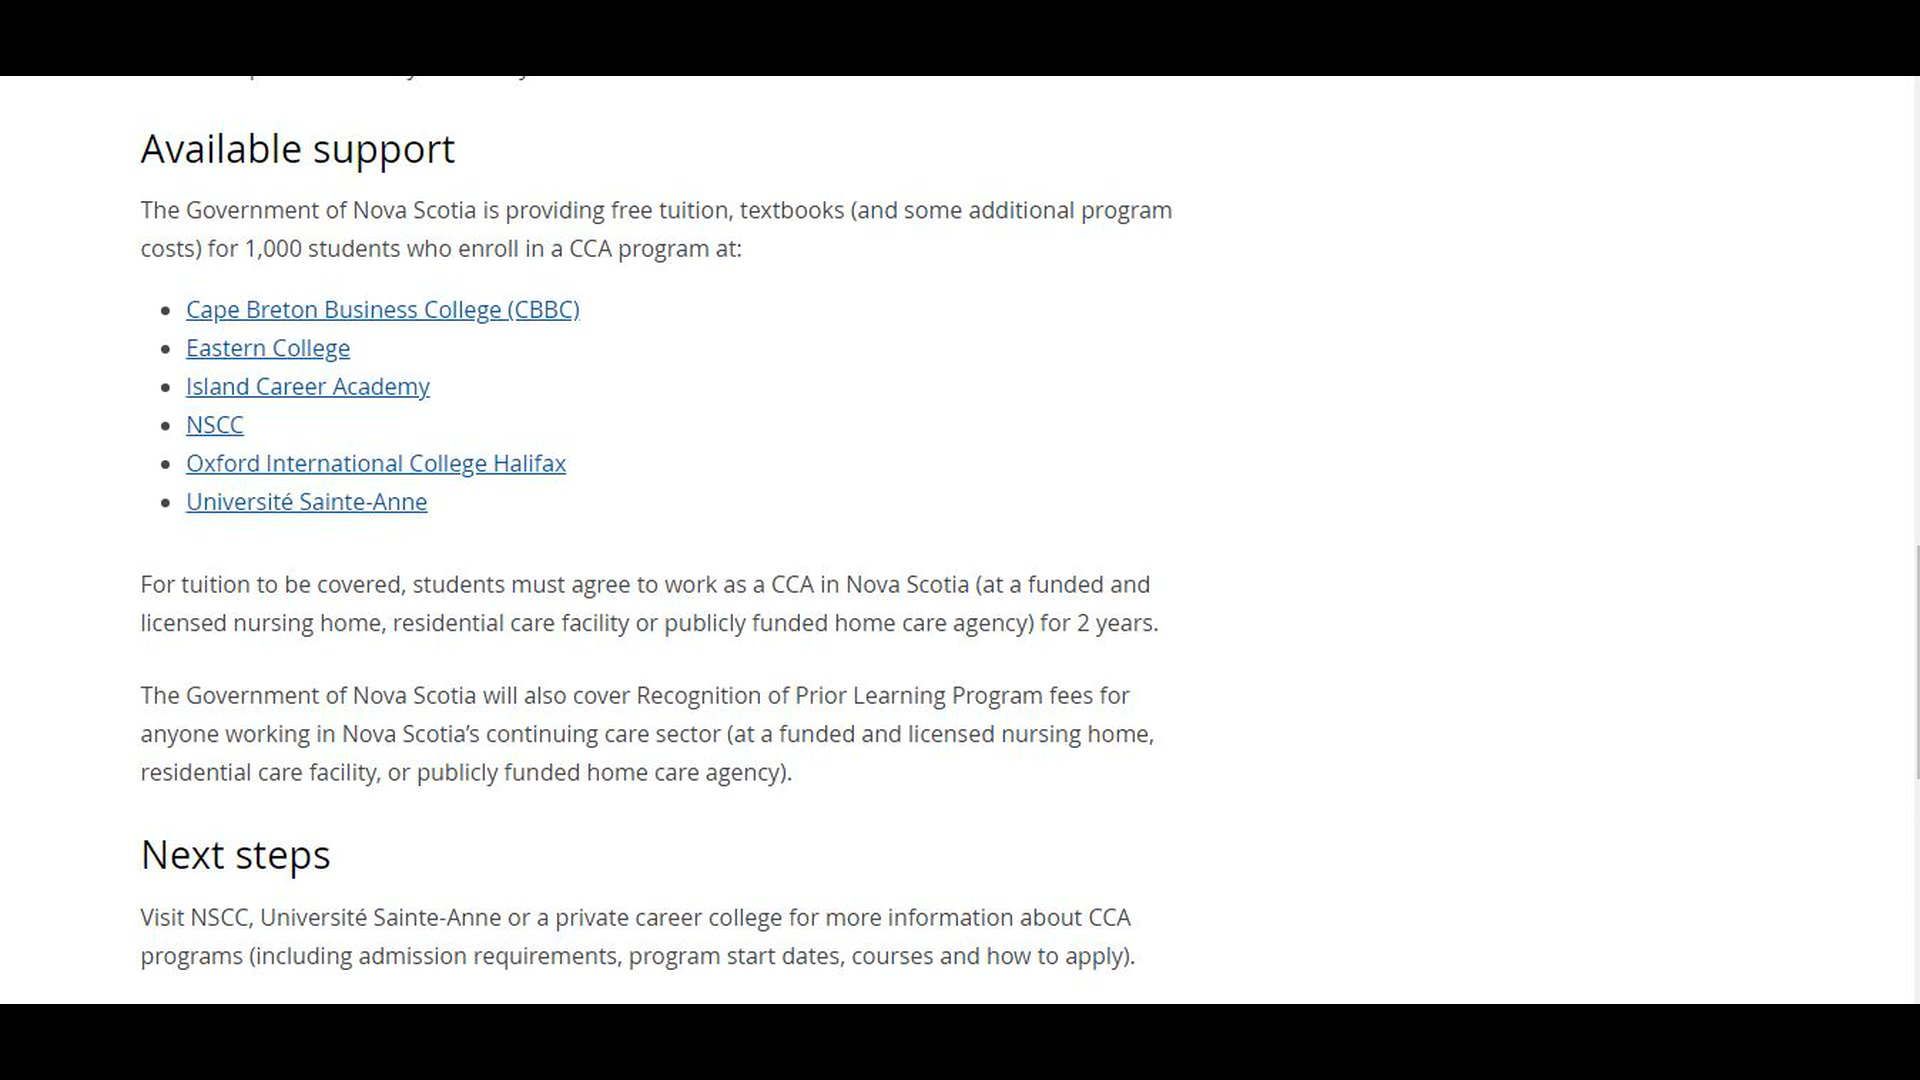 Available support
The Government of Nova Scotia is providing free tuition, textbooks (and some additional program
costs) for 1,000 students who enroll in a CCA program at:
Cape Breton Business College (CBBC)
Eastern College
Island Career Academy
NSCC
Oxford International College Halifax
Université Sainte-Anne
For tuition to be covered, students must agree to work as a CCA in Nova Scotia (at a funded and
licensed nursing home, residential care facility or publicly funded home care agency) for 2 years.
The Government of Nova Scotia will also cover Recognition of Prior Learning Program fees for
anyone working in Nova Scotia’s continuing care sector (at a funded and licensed nursing home,
residential care facility, or publicly funded home care agency).
Next steps
Visit NSCC, Université Sainte-Anne or a private career college for more information about CCA
programs (including admission requirements, program start dates, courses and how to apply).